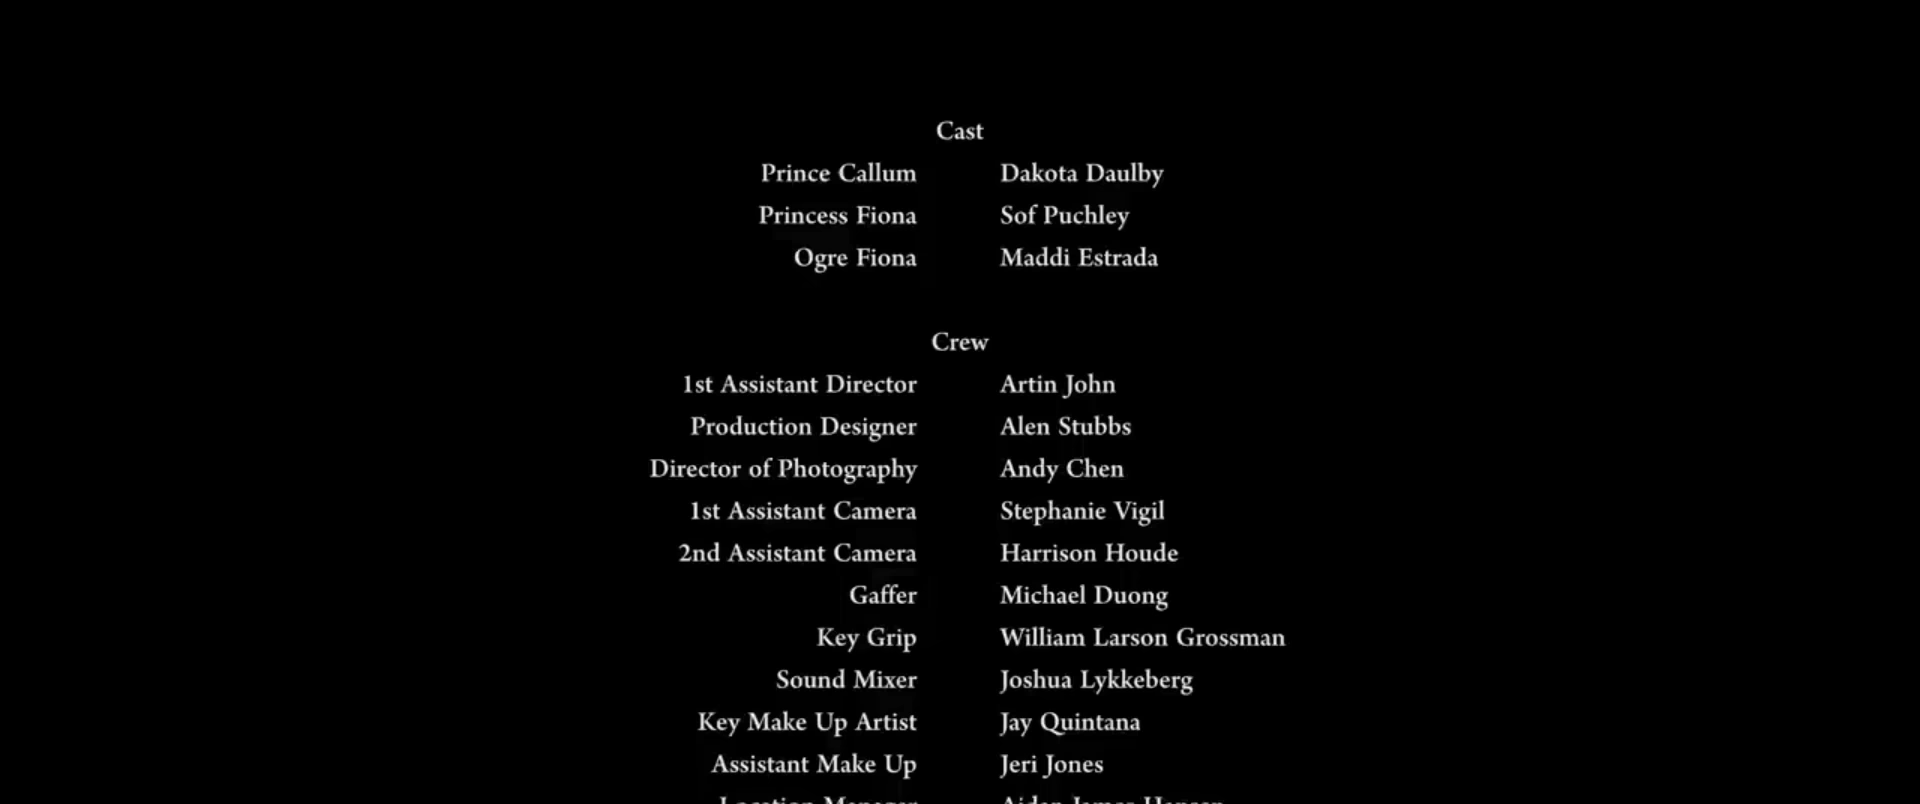 Cast
Prince Callum Dakota Daulby
Princess Fiona Sof Puchley
Ogre Fiona Maddi Estrada
Crew
1st Assistant Director Artin John
Production Designer Alen Stubbs
Director of Photography Andy Chen
1st Assistant Camera Stephanie Vigil
2nd Assistant Camera Harrison Houde
Gaffer Michael Duong
Key Grip William Larson Grossman
Sound Mixer Joshua Lykkeberg
Key Make Up Artist Jay Quintana
Assistant Make Up Jeri Jones
Location Manager James